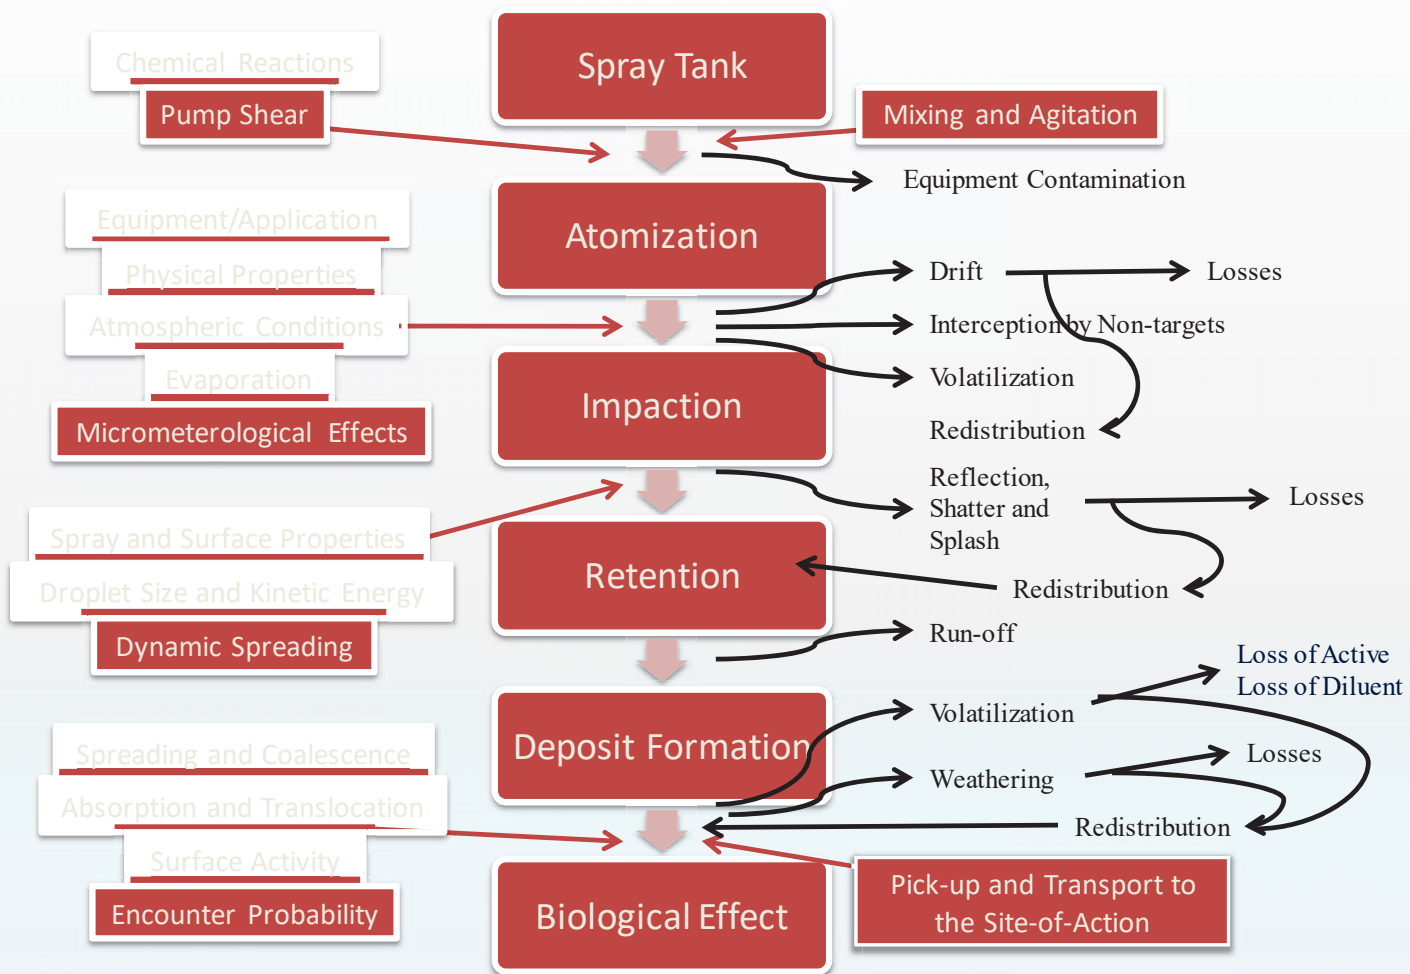 Spray Tank
Chemical Reactions
Pump Shear
Mixing and Agitation
Equipment Contamination
Atomization
Equipment/Application
Physical Properties
Atmospheric Conditions
Evaporation
Micrometerological Effects
Drift
Losses
Interception by Non-targets
Volatilization
Redistribution
Impaction
Reflection,
Shatter and
Splash
Losses
Redistribution
Spray and Surface Properties
Droplet Size and Kinetic Energy
Dynamic Spreading
Retention
Run-off
Loss of Active
Loss of Diluent
Volatilization
Deposit Formation
Weathering
Losses
Redistribution
Spreading and Coalescence
Absorption and Translocation
Surface Activity
Encounter Probability
Biological Effect
Pick-up and Transport to
the Site-of-Action